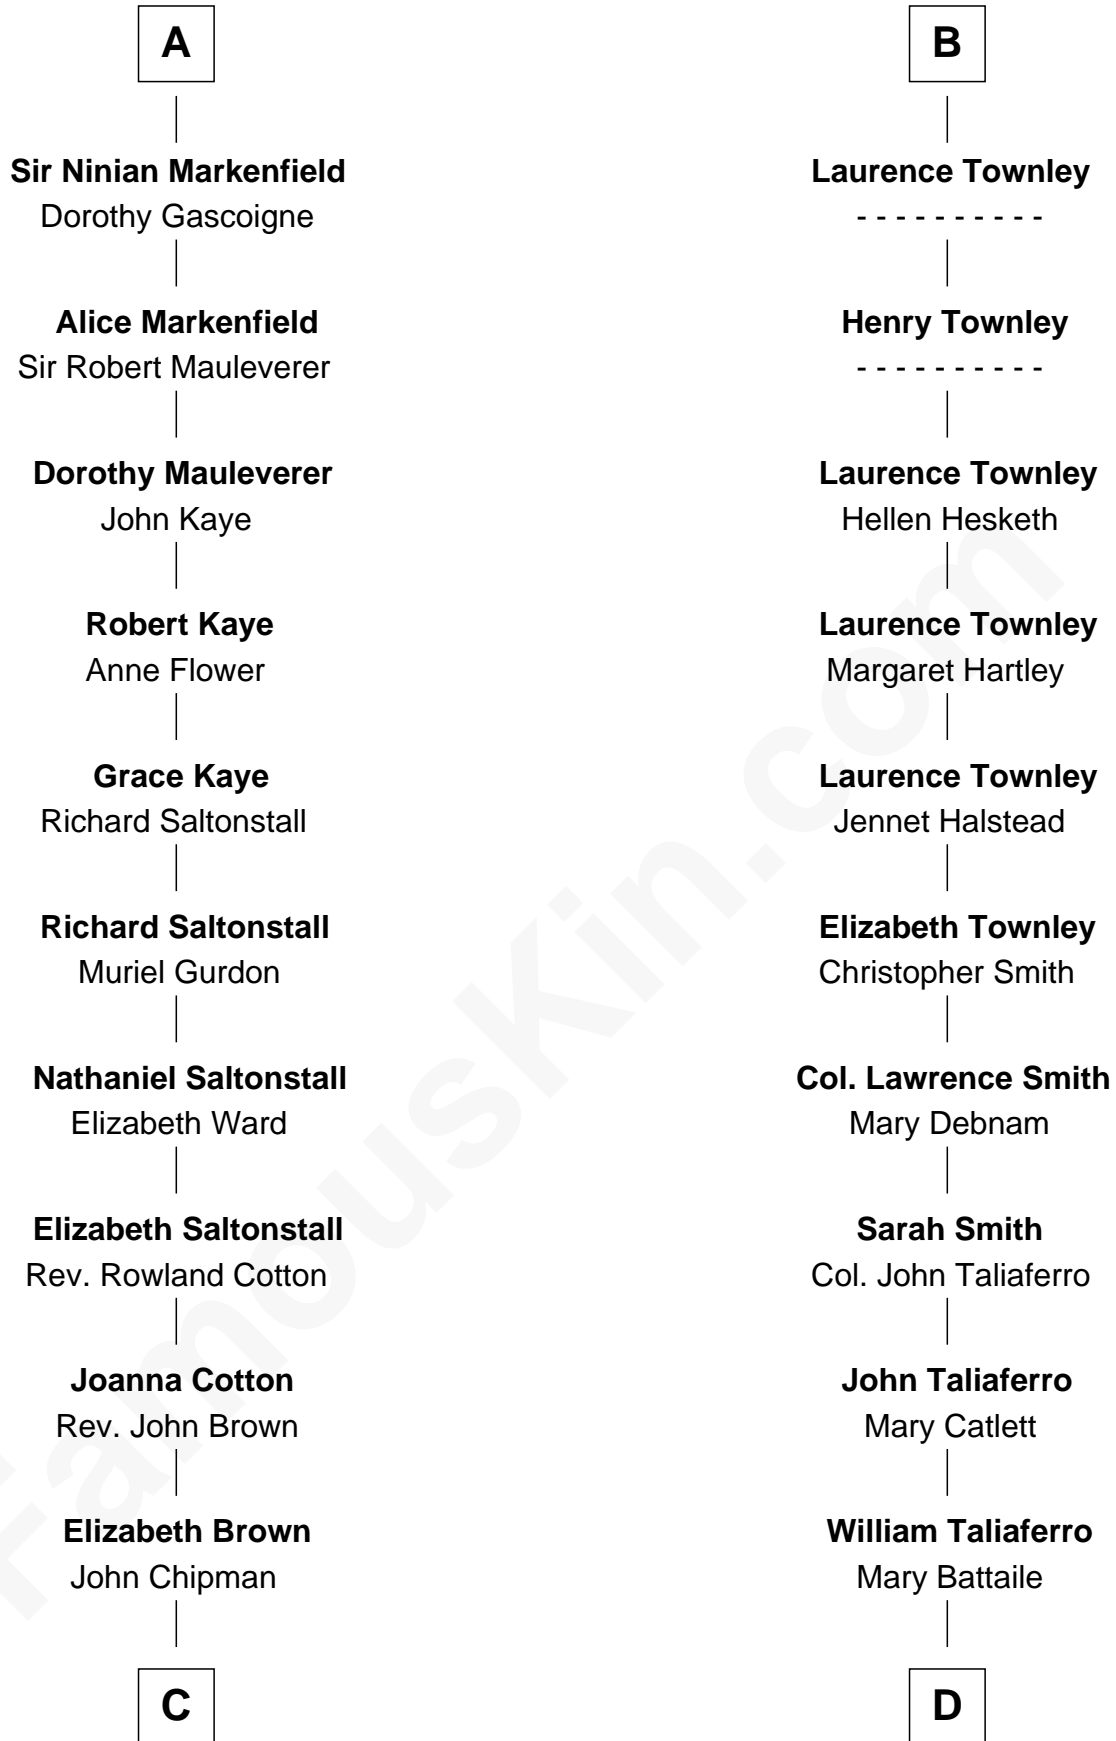 A
Sir Ninian Markenfield
Dorothy Gascoigne
Alice Markenfield
Sir Robert Mauleverer
Dorothy Mauleverer
John Kaye
Robert Kaye
Anne Flower
Grace Kaye
Richard Saltonstall
Richard Saltonstall
Muriel Gurdon
Nathaniel Saltonstall
Elizabeth Ward
Elizabeth Saltonstall
Rev. Rowland Cotton
Joanna Cotton
Rev. John Brown
Elizabeth Brown
John Chipman
C
B
Laurence Townley
- - - - - - - - - -
Henry Townley
- - - - - - - - - -
Laurence Townley
Hellen Hesketh
Laurence Townley
Margaret Hartley
Laurence Townley
Jennet Halstead
Elizabeth Townley
Christopher Smith
Col. Lawrence Smith
Mary Debnam
Sarah Smith
Col. John Taliaferro
John Taliaferro
Mary Catlett
William Taliaferro
Mary Battaile
D
FamousKin.com